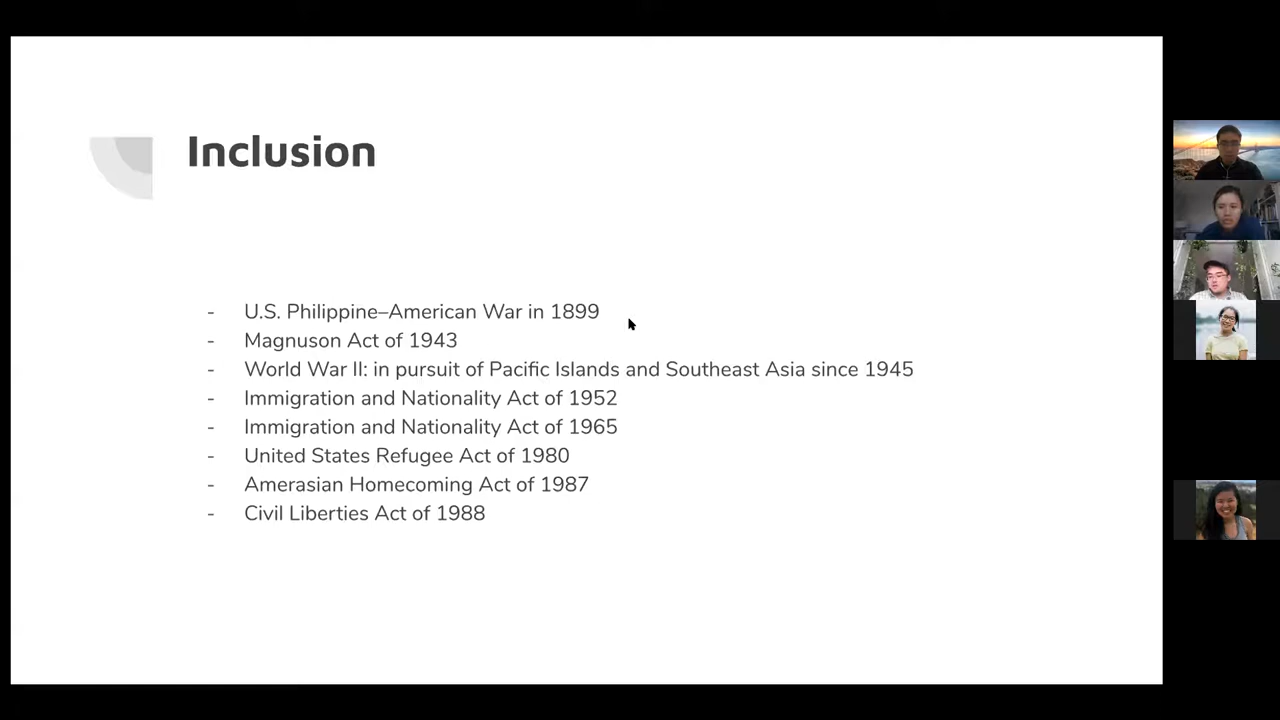 Inclusion
- U.S. Philippine–American War in 1899
- Magnuson Act of 1943
- World War II: in pursuit of Pacific Islands and Southeast Asia since 1945
- Immigration and Nationality Act of 1952
- Immigration and Nationality Act of 1965
- United States Refugee Act of 1980
- Amerasian Homecoming Act of 1987
- Civil Liberties Act of 1988